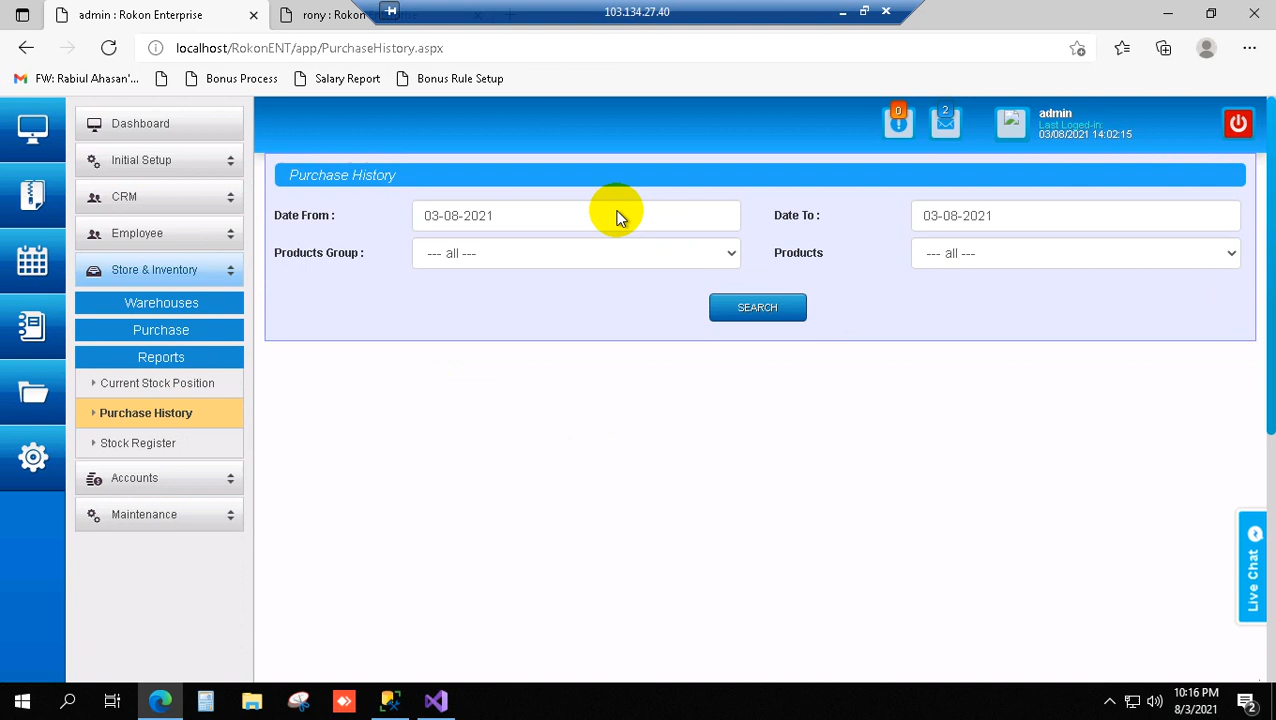 admin : Rokon Enterprise
rony : Rokon
103.134.27.40
localhost/RokonENT/app/PurchaseHistory.aspx
FW: Rabiul Ahasan'...
Bonus Process
Salary Report
Bonus Rule Setup
Dashboard
Initial Setup
CRM
Employee
Store & Inventory
Warehouses
Purchase
Reports
Current Stock Position
Purchase History
Stock Register
Accounts
Maintenance
0
2
admin
Last Loged-in:
03/08/2021 14:02:15
Purchase History
Date From :
03-08-2021
Date To :
03-08-2021
Products Group :
--- all ---
Products
--- all ---
SEARCH
Live Chat
10:16 PM
8/3/2021
2